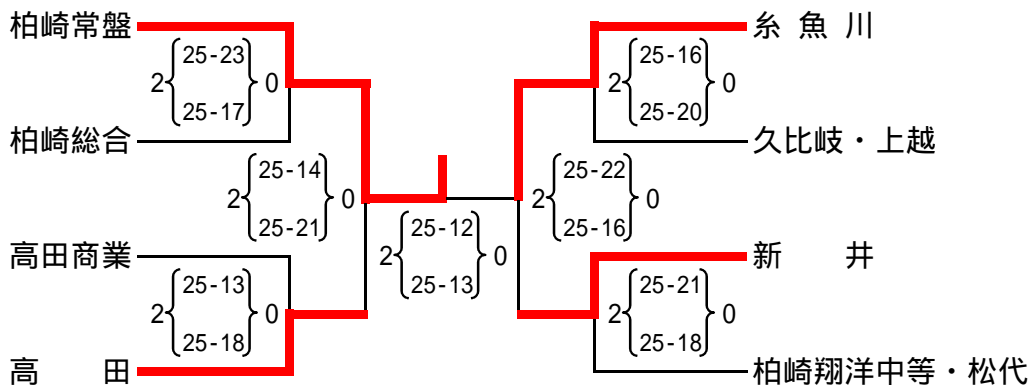 柏崎常盤
25-23
2 0
25-17
柏崎総合
25-14
2 0
25-21
高田商業
25-13
2 0
25-18
高 田
25-12
2 0
25-13
糸 魚 川
25-16
2 0
25-20
久比岐・上越
25-22
2 0
25-16
新 井
25-21
2 0
25-18
柏崎翔洋中等・松代